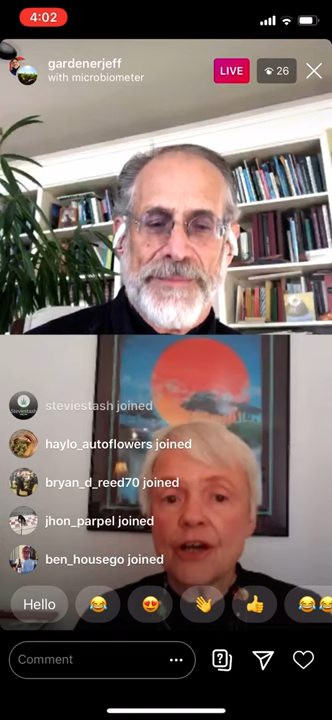 4:02
gardenerjeff
with microbiometer
LIVE
26
steviestash joined
haylo_autoflowers joined
bryan_d_reed70 joined
jhon_parpel joined
ben_housego joined
Hello
Comment